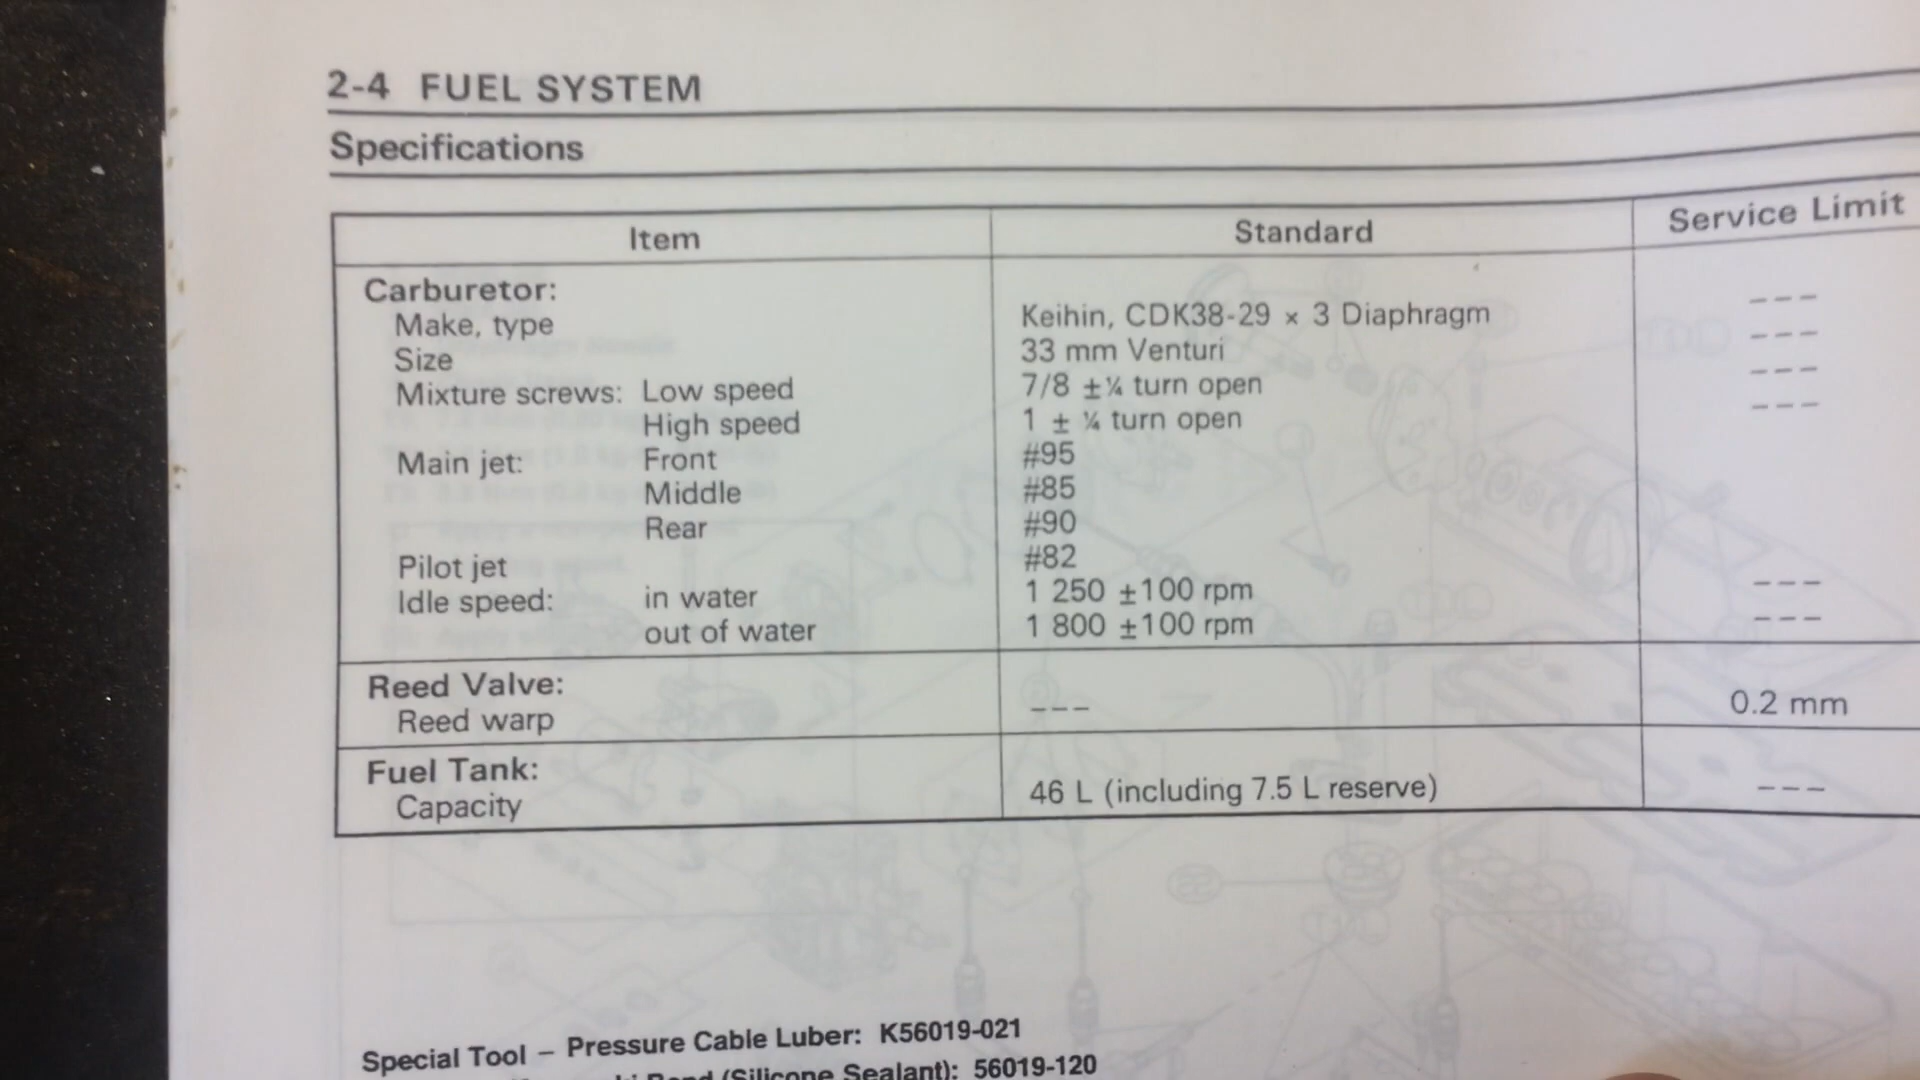 2-4 FUEL SYSTEM
Specifications
Item Standard Service Limit
Carburetor:
Make, type Keihin, CDK38-29 × 3 Diaphragm ---
Size 33 mm Venturi ---
Mixture screws: Low speed 7/8 ±¼ turn open ---
High speed 1 ± ¼ turn open ---
Main jet: Front #95
Middle #85
Rear #90
Pilot jet #82
Idle speed: in water 1 250 ±100 rpm ---
out of water 1 800 ±100 rpm ---
Reed Valve:
Reed warp --- 0.2 mm
Fuel Tank:
Capacity 46 L (including 7.5 L reserve) ---
Special Tool – Pressure Cable Luber: K56019-021
Bond (Silicone Sealant): 56019-120